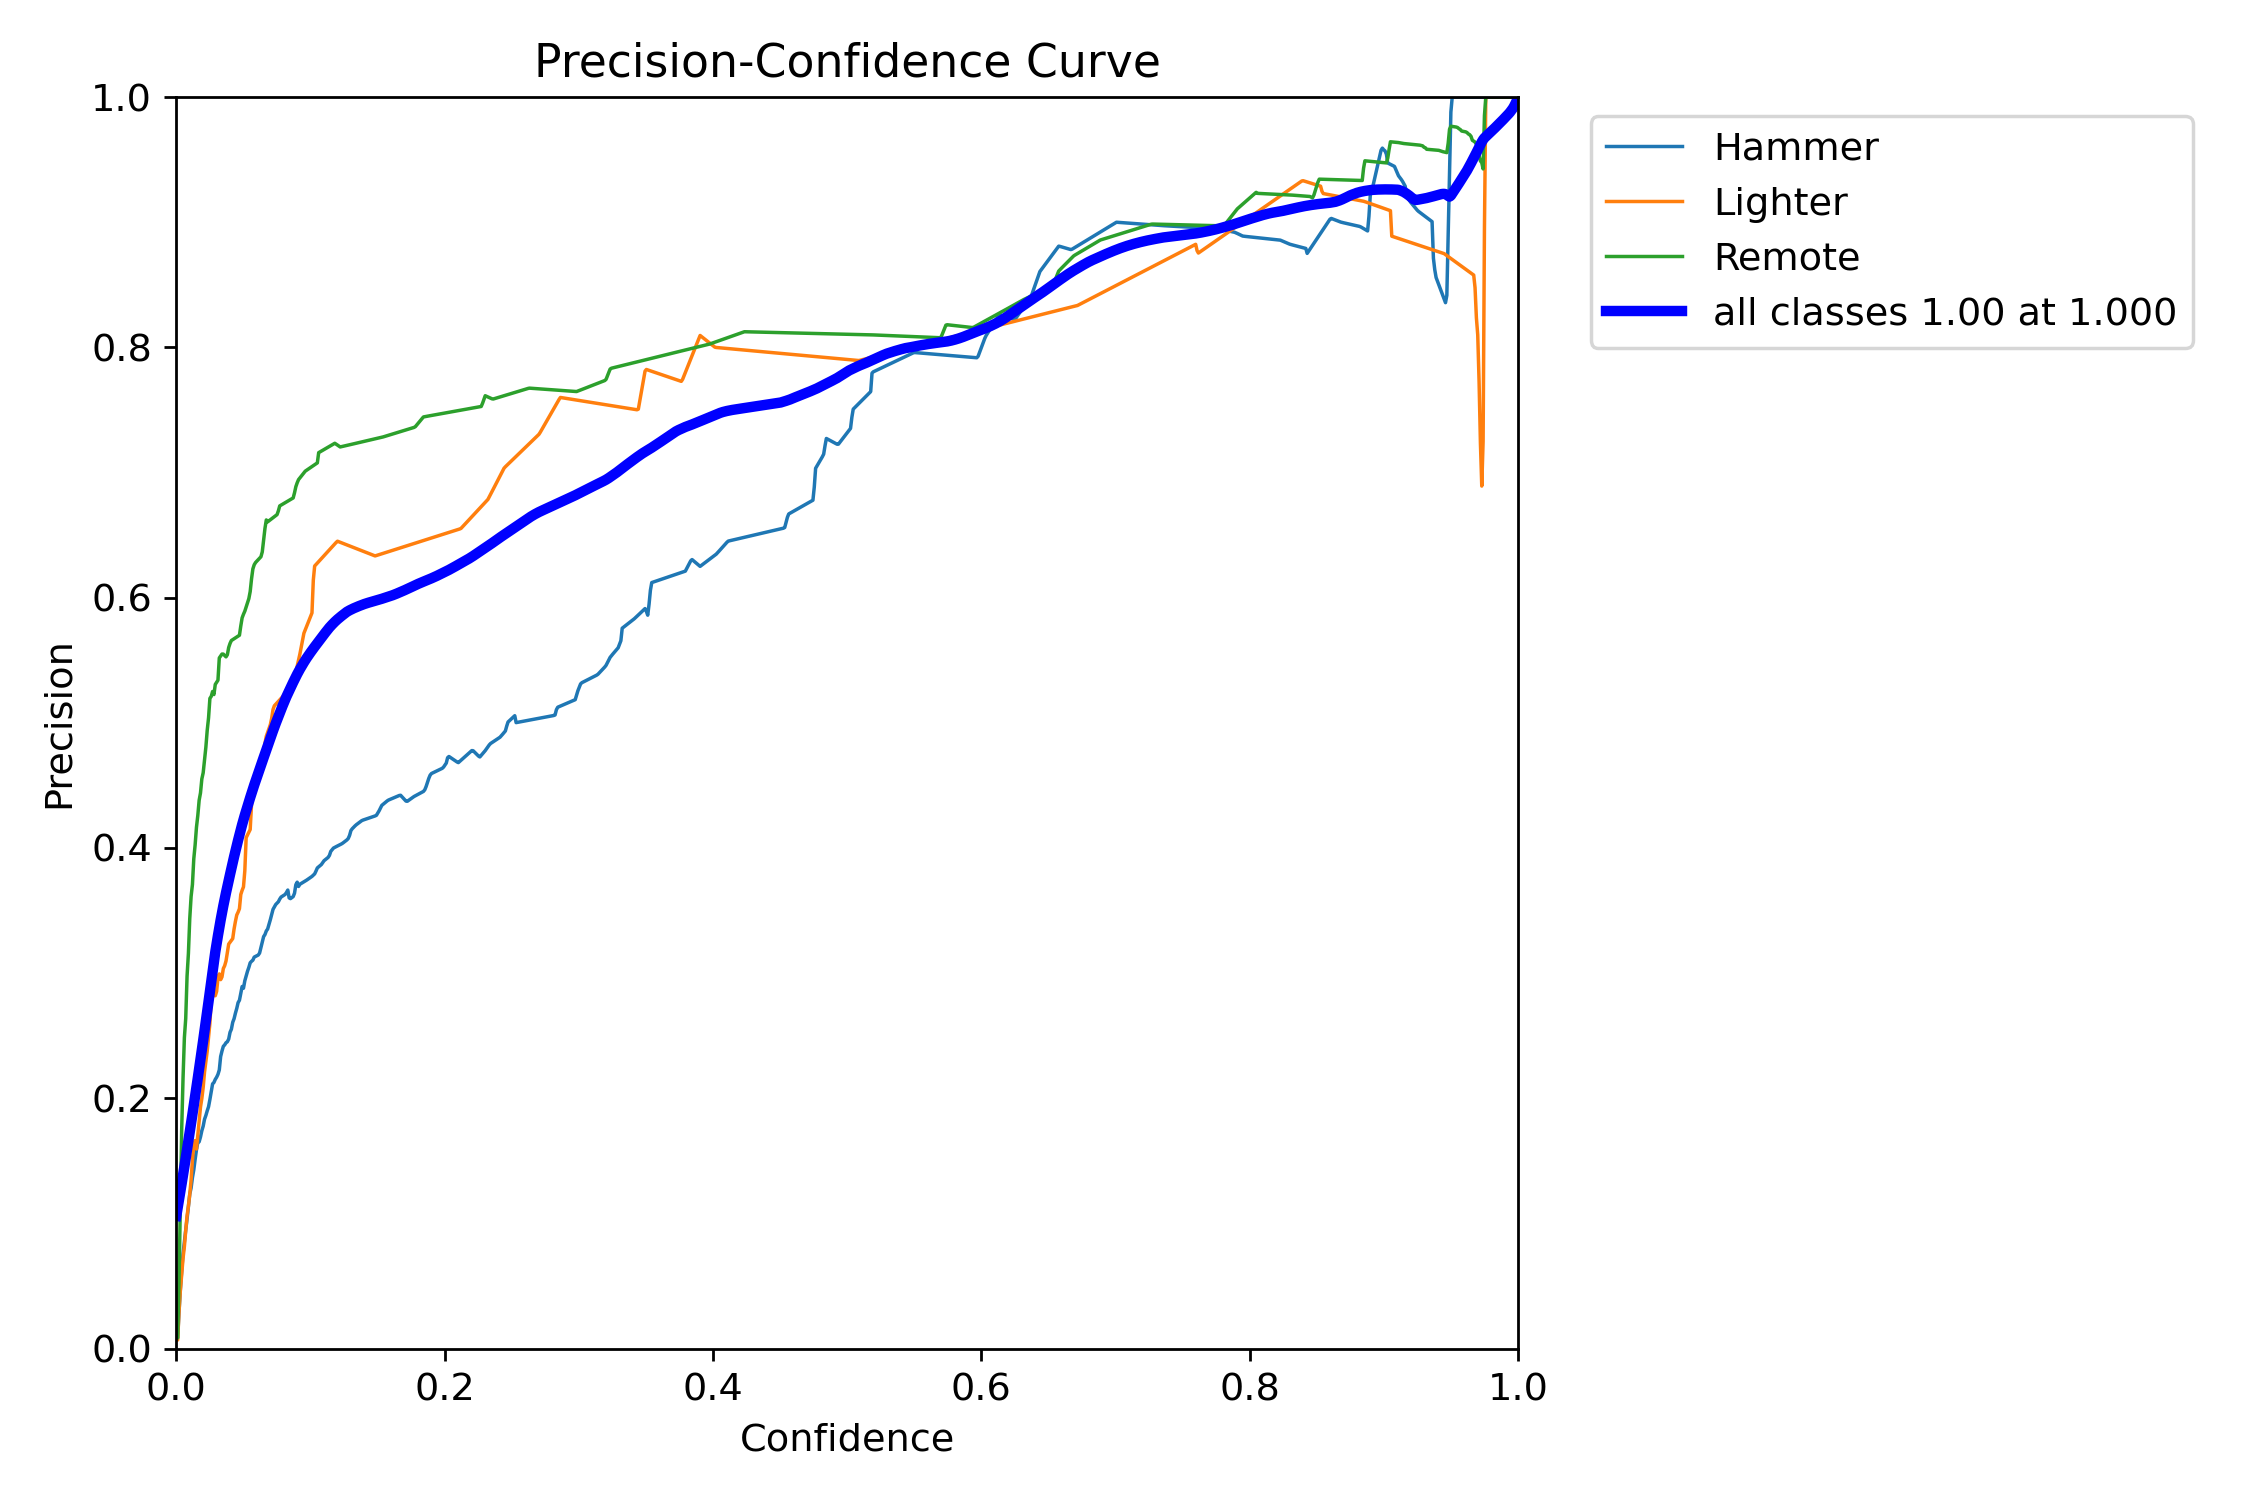 Precision-Confidence Curve
1.0
0.8
0.6
0.4
0.2
0.0
Precision
0.0 0.2 0.4 0.6 0.8 1.0
Confidence
Hammer
Lighter
Remote
all classes 1.00 at 1.000